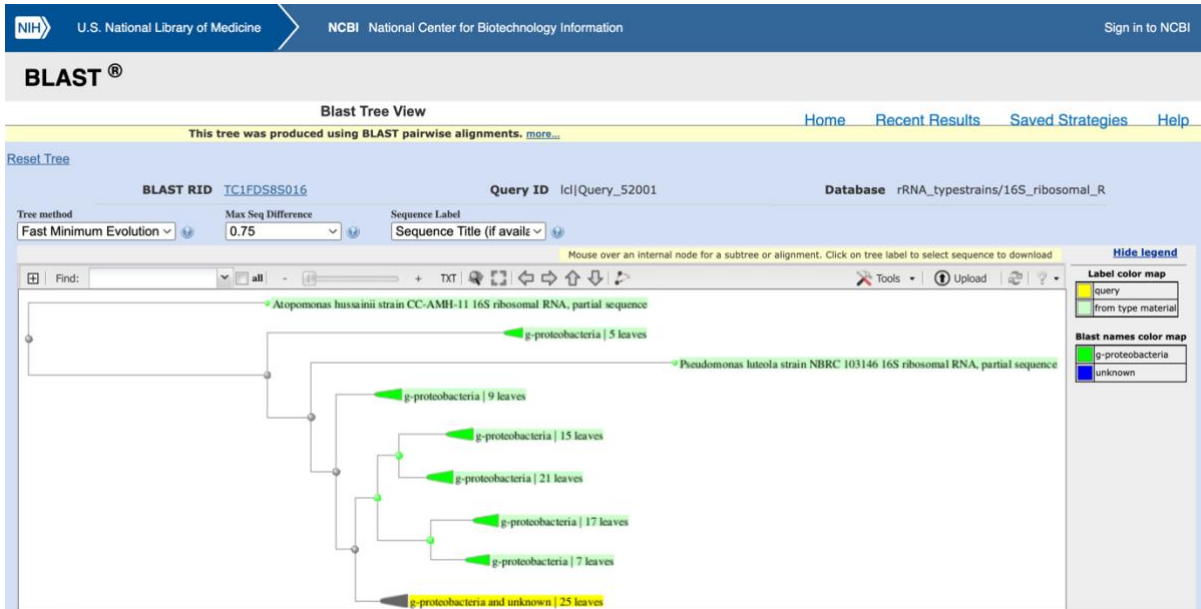 NIH U.S. National Library of Medicine NCBI National Center for Biotechnology Information Sign in to NCBI
BLAST ®
Blast Tree View
Home Recent Results Saved Strategies Help
This tree was produced using BLAST pairwise alignments. more...
Reset Tree
BLAST RID TC1FDS8S016 Query ID lcl|Query_52001 Database rRNA_typestrains/16S_ribosomal_R
Tree method Max Seq Difference Sequence Label
Fast Minimum Evolution 0.75 Sequence Title (if availa
Mouse over an internal node for a subtree or alignment. Click on tree label to select sequence to download Hide legend
Find: all - + TXT Tools Upload ?
Label color map
query
from type material
Blast names color map
g-proteobacteria
unknown
Atopomonas hussainii strain CC-AMH-11 16S ribosomal RNA, partial sequence
g-proteobacteria | 5 leaves
Pseudomonas luteola strain NBRC 103146 16S ribosomal RNA, partial sequence
g-proteobacteria | 9 leaves
g-proteobacteria | 15 leaves
g-proteobacteria | 21 leaves
g-proteobacteria | 17 leaves
g-proteobacteria | 7 leaves
g-proteobacteria and unknown | 25 leaves